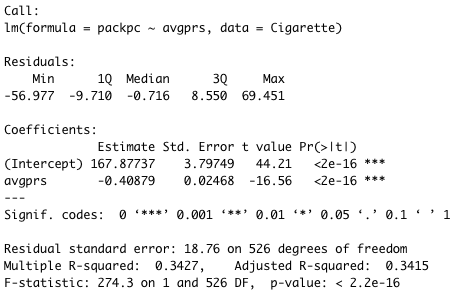 Call:
lm(formula = packpc ~ avgprs, data = Cigarette)
Residuals:
    Min      1Q  Median      3Q     Max
-56.977  -9.710  -0.716   8.550  69.451
Coefficients:
             Estimate Std. Error t value Pr(>|t|)
(Intercept) 167.87737    3.79749   44.21   <2e-16 ***
avgprs       -0.40879    0.02468  -16.56   <2e-16 ***
---
Signif. codes:  0 ‘***’ 0.001 ‘**’ 0.01 ‘*’ 0.05 ‘.’ 0.1 ‘ ’ 1
Residual standard error: 18.76 on 526 degrees of freedom
Multiple R-squared:  0.3427,    Adjusted R-squared:  0.3415
F-statistic: 274.3 on 1 and 526 DF,  p-value: < 2.2e-16